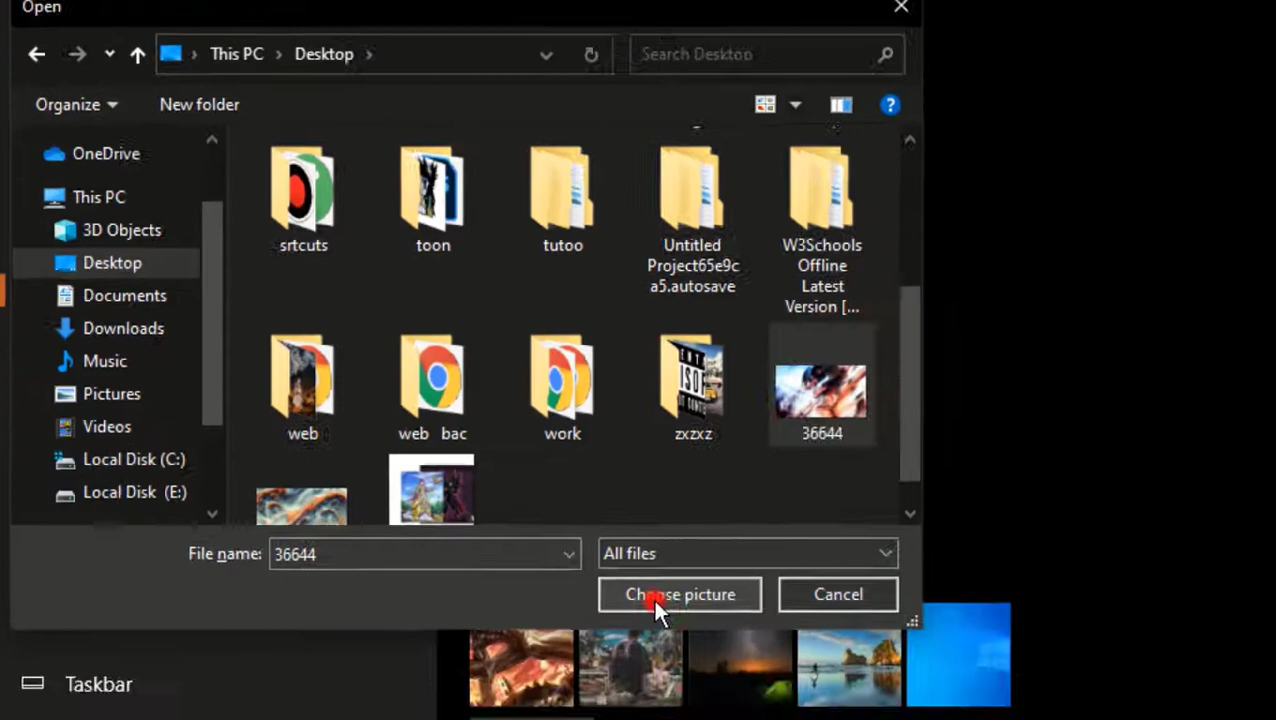 Open
This PC
Desktop
Search Desktop
Organize
New folder
OneDrive
This PC
3D Objects
Desktop
Documents
Downloads
Music
Pictures
Videos
Local Disk (C:)
Local Disk (E:)
srtcuts
toon
tutoo
Untitled
Project65e9c
a5.autosave
W3Schools
Offline
Latest
Version [...
web
web bac
work
zxzxz
36644
File name:
36644
All files
Choose picture
Cancel
Taskbar